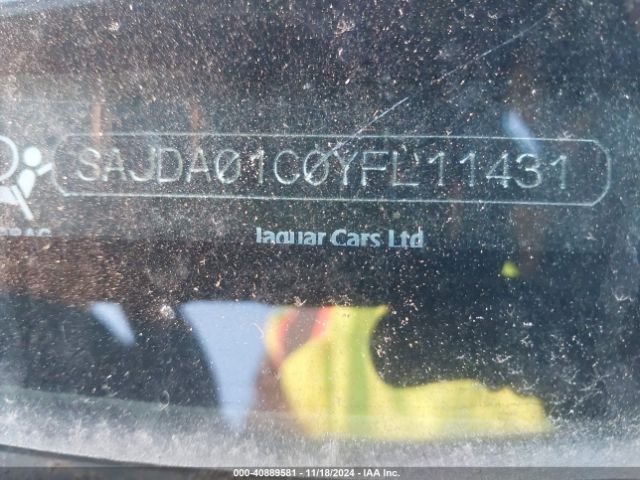 SAJDA01C0YFL11431
Jaguar Cars Ltd
000-40889581 - 11/18/2024 - IAA Inc.